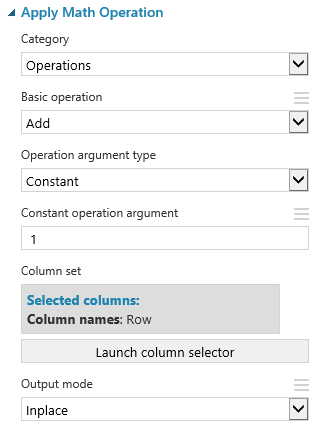 Apply Math Operation
Category
Operations
Basic operation
Add
Operation argument type
Constant
Constant operation argument
1
Column set
Selected columns:
Column names: Row
Launch column selector
Output mode
Inplace